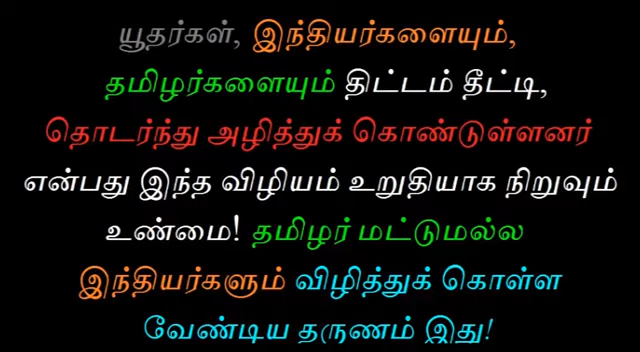 யூதர்கள், இந்தியர்களையும்,
தமிழர்களையும் திட்டம் தீட்டி,
தொடர்ந்து அழித்துக் கொண்டுள்ளனர்
என்பது இந்த விழியம் உறுதியாக நிறுவும்
உண்மை! தமிழர் மட்டுமல்ல
இந்தியர்களும் விழித்துக் கொள்ள
வேண்டிய தருணம் இது!